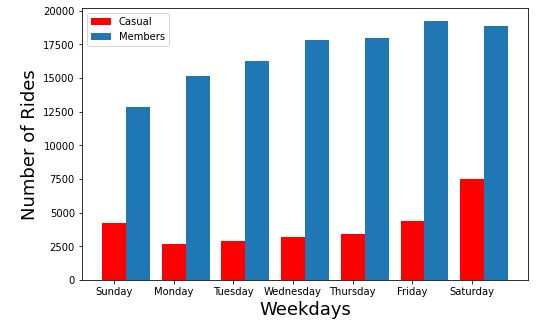 Number of Rides
20000
17500
15000
12500
10000
7500
5000
2500
0
Casual
Members
Sunday Monday Tuesday Wednesday Thursday Friday Saturday
Weekdays